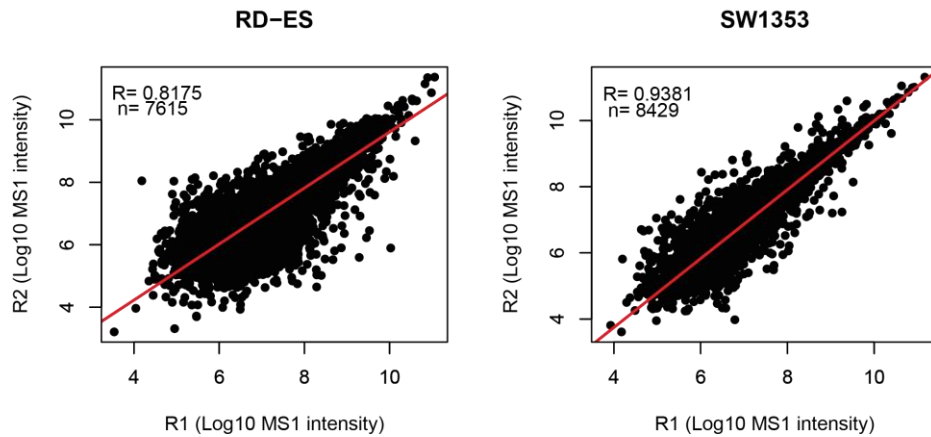 RD−ES
R= 0.8175
n= 7615
R2 (Log10 MS1 intensity)
10
8
6
4
4 6 8 10
R1 (Log10 MS1 intensity)
SW1353
R= 0.9381
n= 8429
R2 (Log10 MS1 intensity)
10
8
6
4
4 6 8 10
R1 (Log10 MS1 intensity)